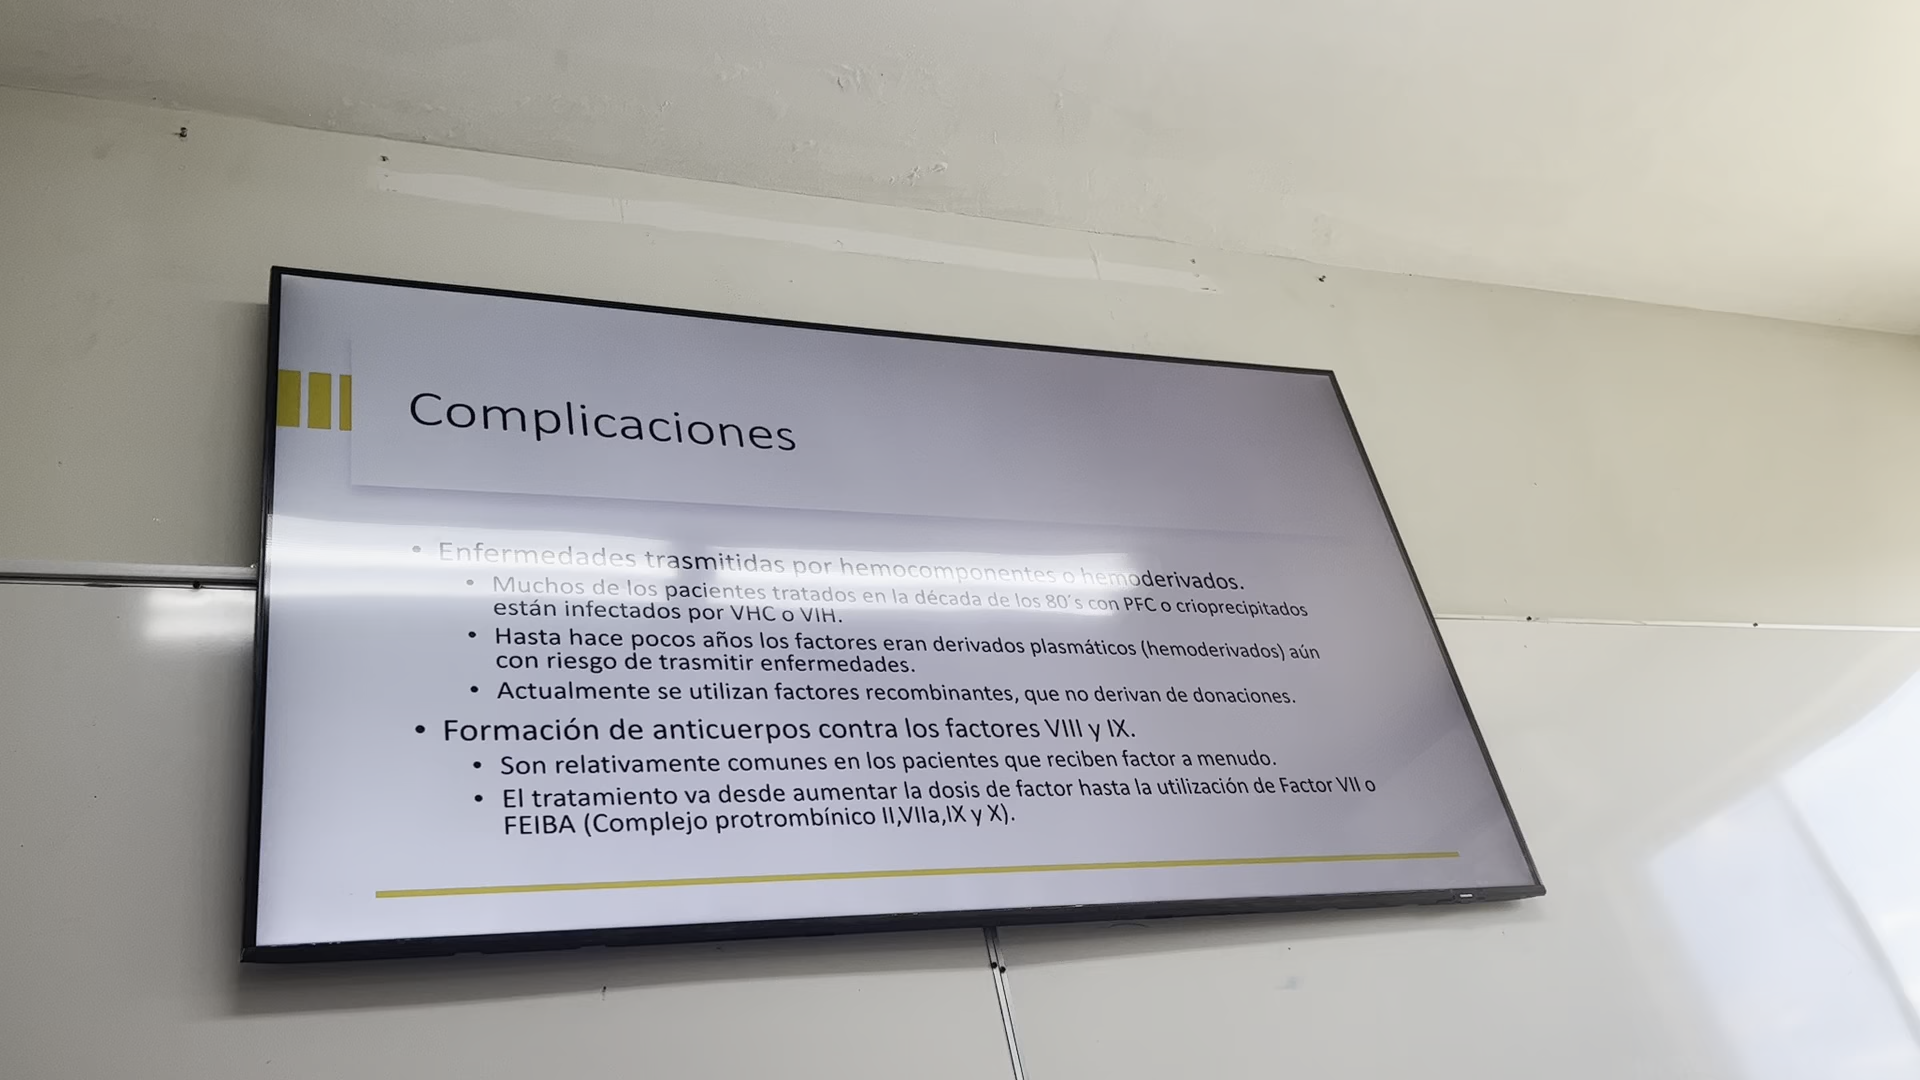 Complicaciones
• Enfermedades trasmitidas por hemocomponentes o hemoderivados.
• Muchos de los pacientes tratados en la década de los 80´s con PFC o crioprecipitados
están infectados por VHC o VIH.
• Hasta hace pocos años los factores eran derivados plasmáticos (hemoderivados) aún
con riesgo de trasmitir enfermedades.
• Actualmente se utilizan factores recombinantes, que no derivan de donaciones.
• Formación de anticuerpos contra los factores VIII y IX.
• Son relativamente comunes en los pacientes que reciben factor a menudo.
• El tratamiento va desde aumentar la dosis de factor hasta la utilización de Factor VII o
FEIBA (Complejo protrombínico II,VIIa,IX y X).